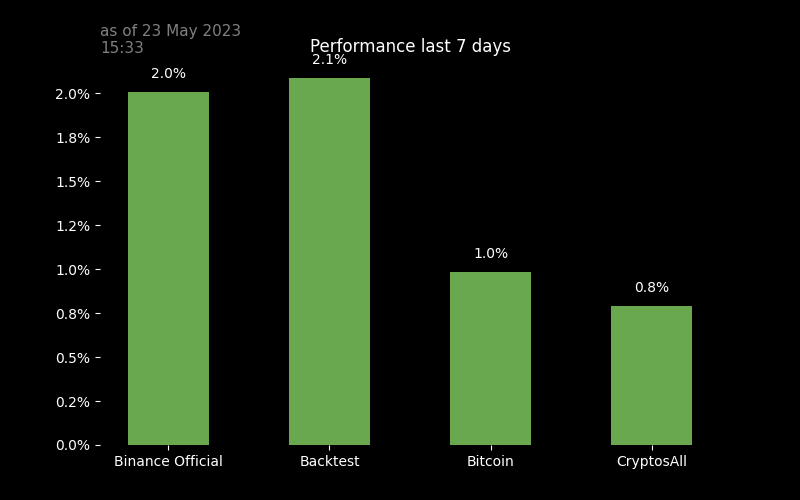 as of 23 May 2023
15:33
Performance last 7 days
2.0%
2.1%
1.0%
0.8%
2.0%
1.8%
1.5%
1.2%
1.0%
0.8%
0.5%
0.2%
0.0%
Binance Official
Backtest
Bitcoin
CryptosAll